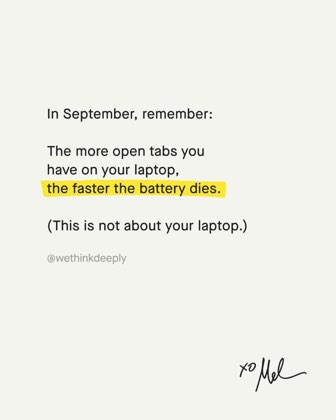 In September, remember:
The more open tabs you
have on your laptop,
the faster the battery dies.
(This is not about your laptop.)
@wethinkdeeply
xo Mel